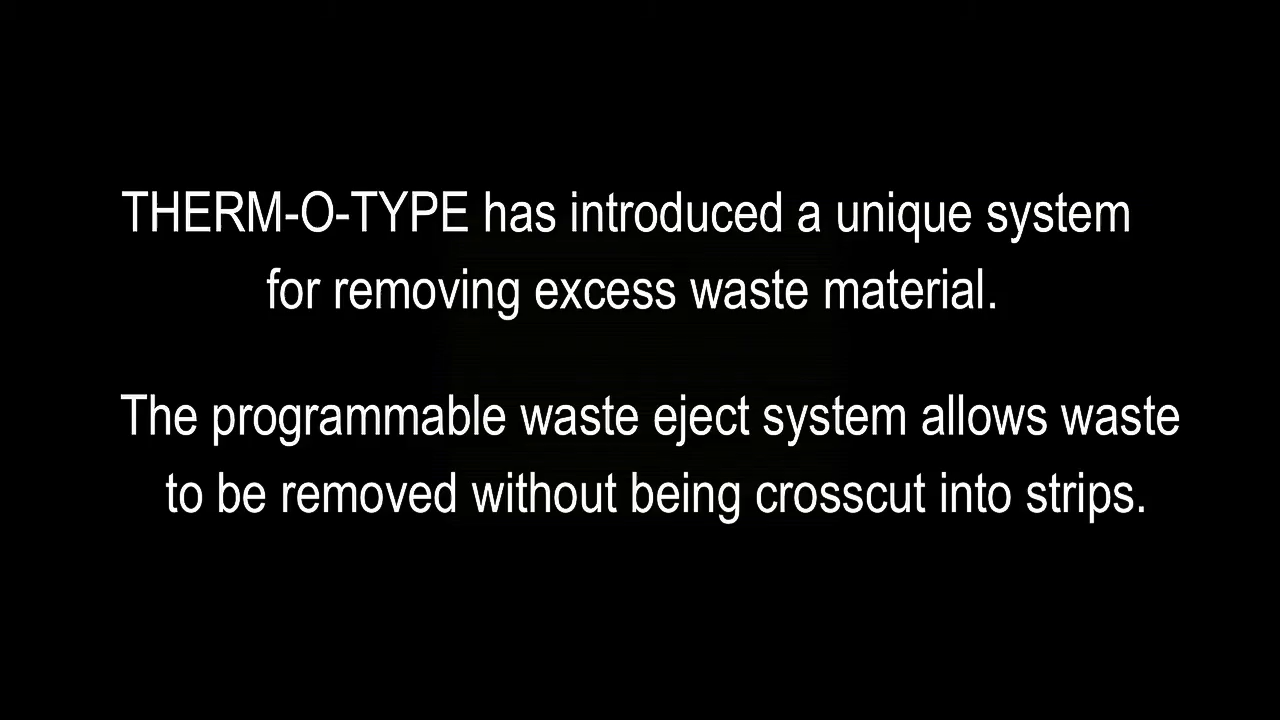 THERM-O-TYPE has introduced a unique system
for removing excess waste material.
The programmable waste eject system allows waste
to be removed without being crosscut into strips.